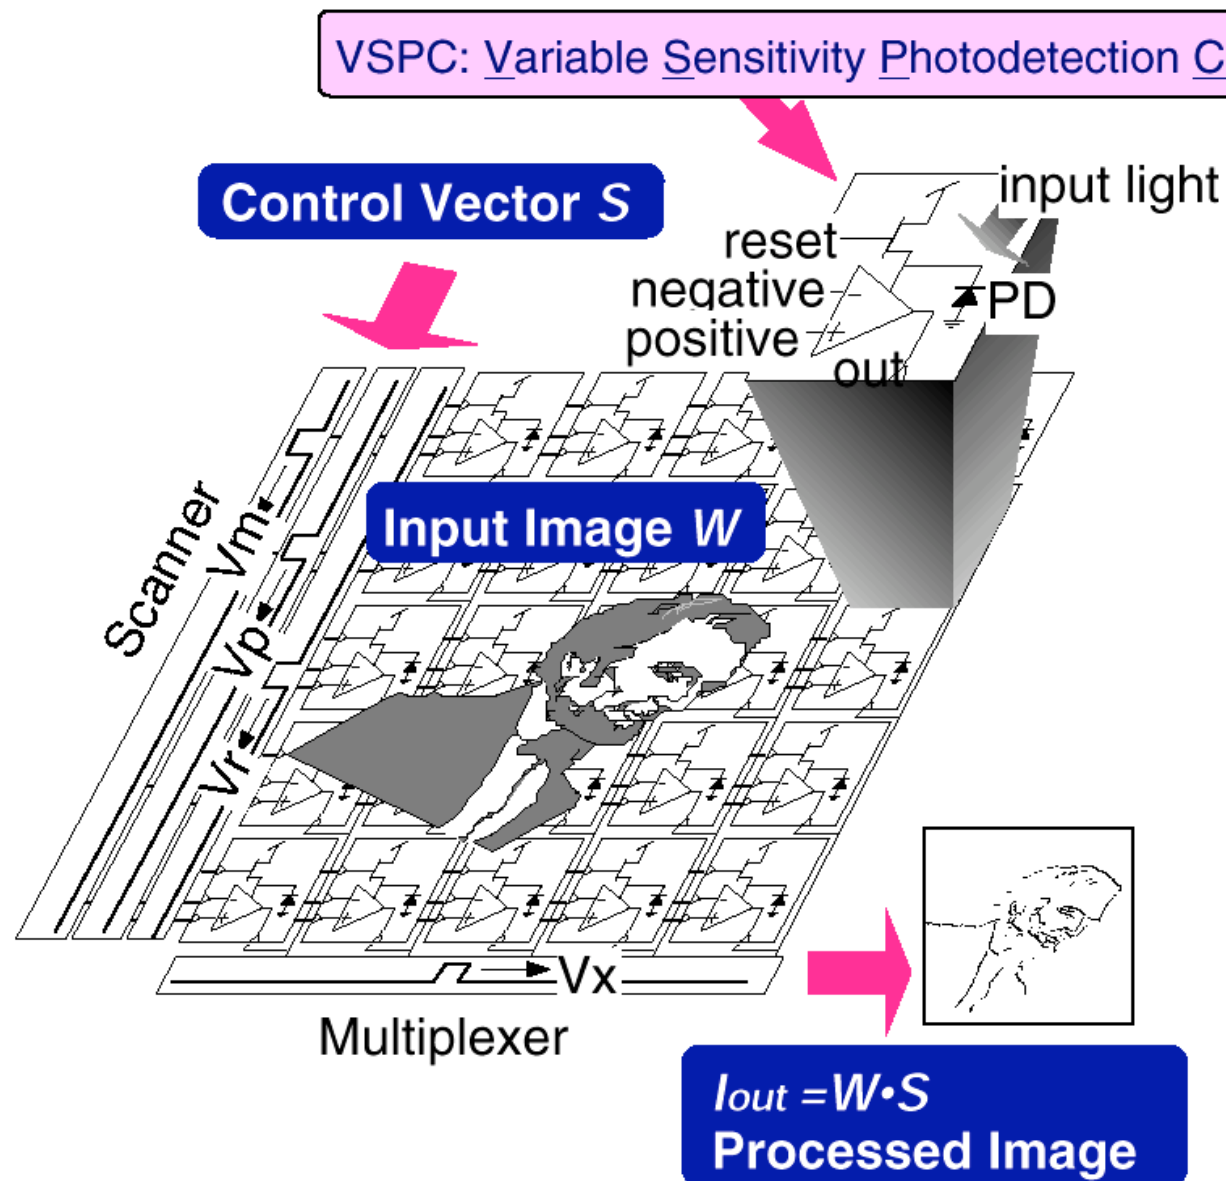 VSPC: Variable Sensitivity Photodetection C
Control Vector S
input light
reset
negative
PD
positive
out
Input Image W
Scanner
Vm
Vp
Vr
Vx
Multiplexer
Iout =W•S
Processed Image